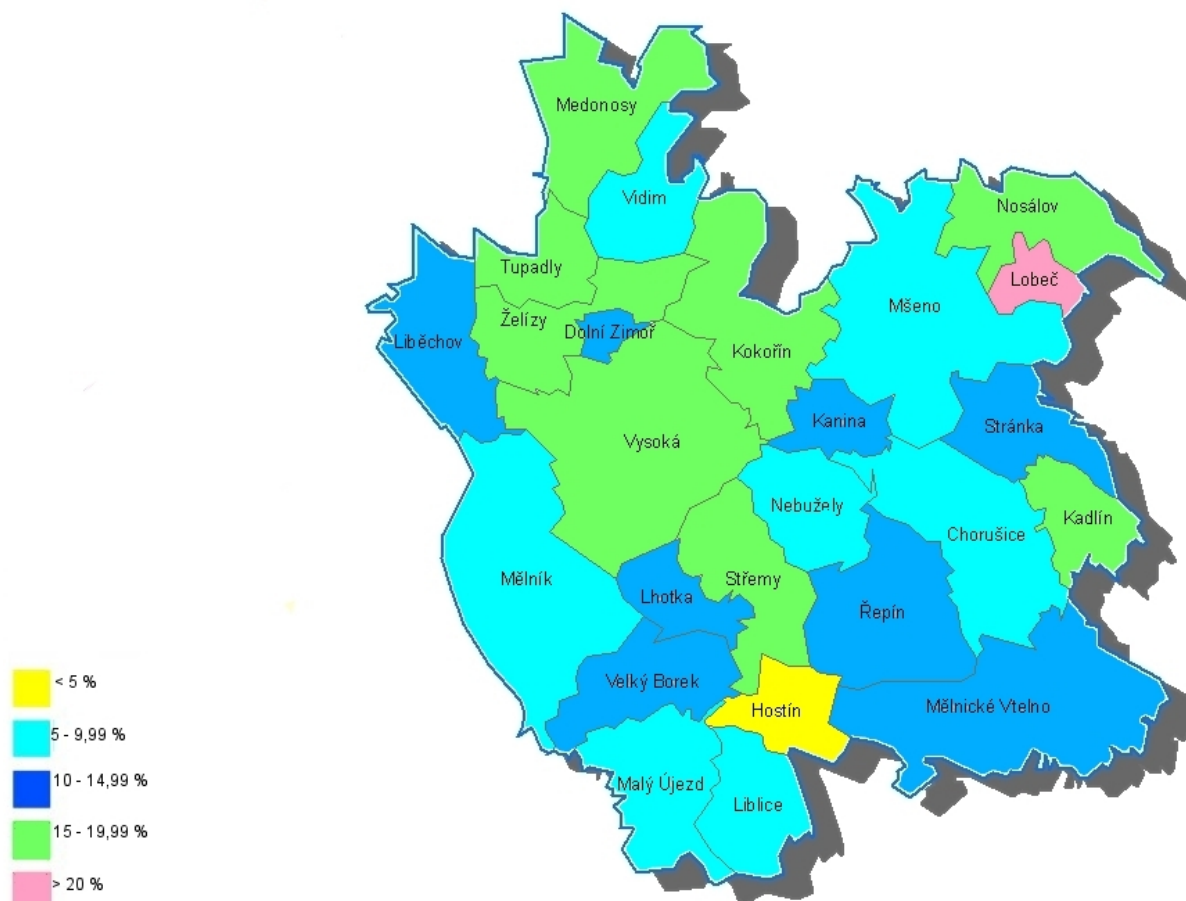 Medonosy
Vidim
Nosálov
Tupadly
Lobeč
Mšeno
Želízy
Dolní Zimoř
Liběchov
Kokořín
Kanina
Stránka
Vysoká
Nebužely
Kadlín
Chorušice
Mělník
Střemy
Lhotka
Řepín
Velký Borek
Hostín
Mělnické Vtelno
Malý Újezd
Liblice
< 5 %
5 - 9,99 %
10 - 14,99 %
15 - 19,99 %
> 20 %